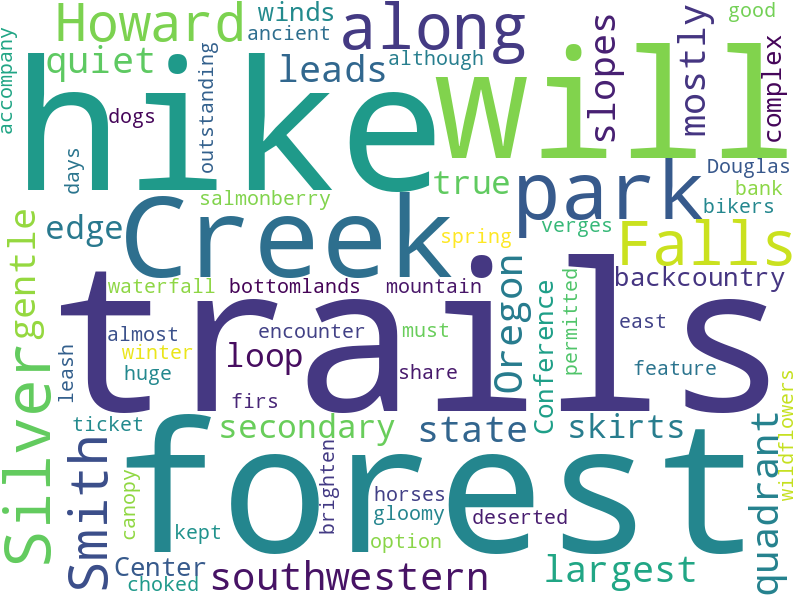 Howard
winds
good
ancient
along
accompany
quiet
outstanding
leads
although
slopes
mostly
complex
hike
will
dogs
days
Douglas
salmonberry
true
park
bank
bikers
edge
Creek
spring
verges
Falls
gentle
waterfall
bottomlands
mountain
Oregon
Conference
permitted
backcountry
trails
almost
encounter
must
east
winter
loop
leash
huge
share
feature
firs
Silver
ticket
secondary
state
skirts
wildflowers
forest
quadrant
Smith
canopy
brighten
horses
gloomy
deserted
kept
option
Center
choked
southwestern
largest